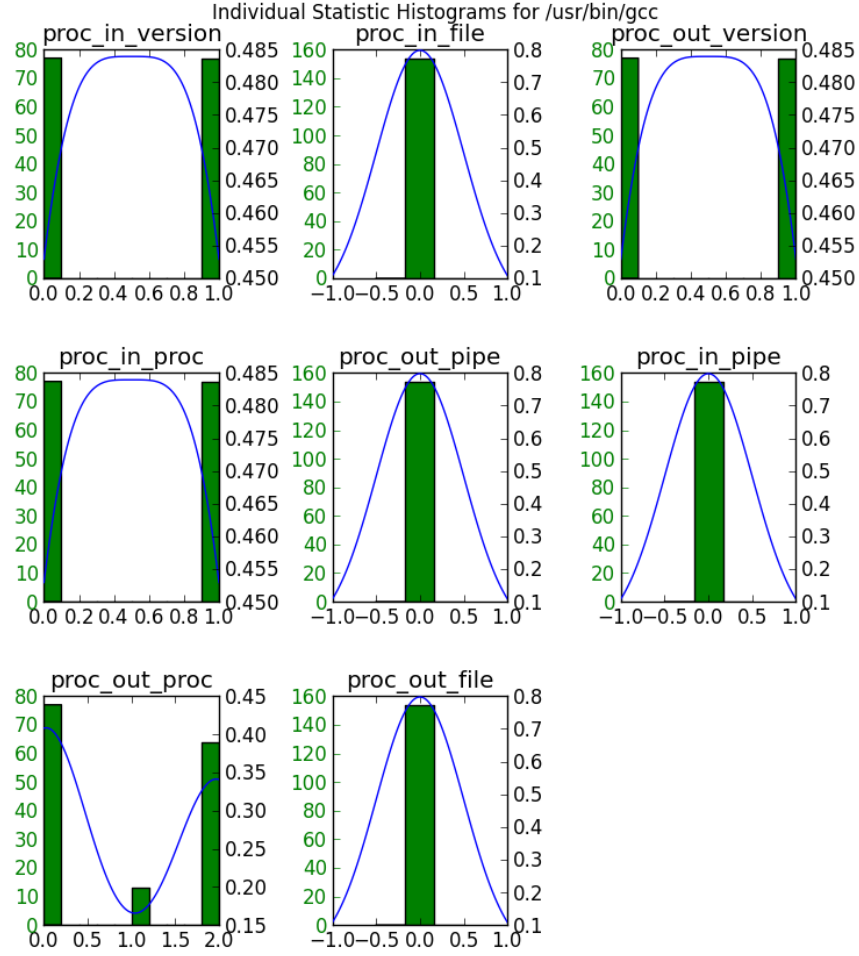 Individual Statistic Histograms for /usr/bin/gcc
proc_in_version proc_in_file proc_out_version
80 0.485 160 0.8 80 0.485
70 0.480 140 0.7 70 0.480
60 0.475 120 0.6 60 0.475
50 0.470 100 0.5 50 0.470
40 0.465 80 0.4 40 0.465
30 0.460 60 0.3 30 0.460
20 0.455 40 0.2 20 0.455
10 0.450 20 0.1 10 0.450
0 0 0
0.0 0.2 0.4 0.6 0.8 1.0 −1.0 −0.5 0.0 0.5 1.0 0.0 0.2 0.4 0.6 0.8 1.0
proc_in_proc proc_out_pipe proc_in_pipe
80 0.485 160 0.8 160 0.8
70 0.480 140 0.7 140 0.7
60 0.475 120 0.6 120 0.6
50 0.470 100 0.5 100 0.5
40 0.465 80 0.4 80 0.4
30 0.460 60 0.3 60 0.3
20 0.455 40 0.2 40 0.2
10 0.450 20 0.1 20 0.1
0 0 0
0.0 0.2 0.4 0.6 0.8 1.0 −1.0 −0.5 0.0 0.5 1.0 −1.0 −0.5 0.0 0.5 1.0
proc_out_proc proc_out_file
80 0.45 160 0.8
70 0.40 140 0.7
60 0.35 120 0.6
50 0.30 100 0.5
40 0.25 80 0.4
30 0.20 60 0.3
20 0.15 40 0.2
10 20 0.1
0 0
0.0 0.5 1.0 1.5 2.0 −1.0 −0.5 0.0 0.5 1.0